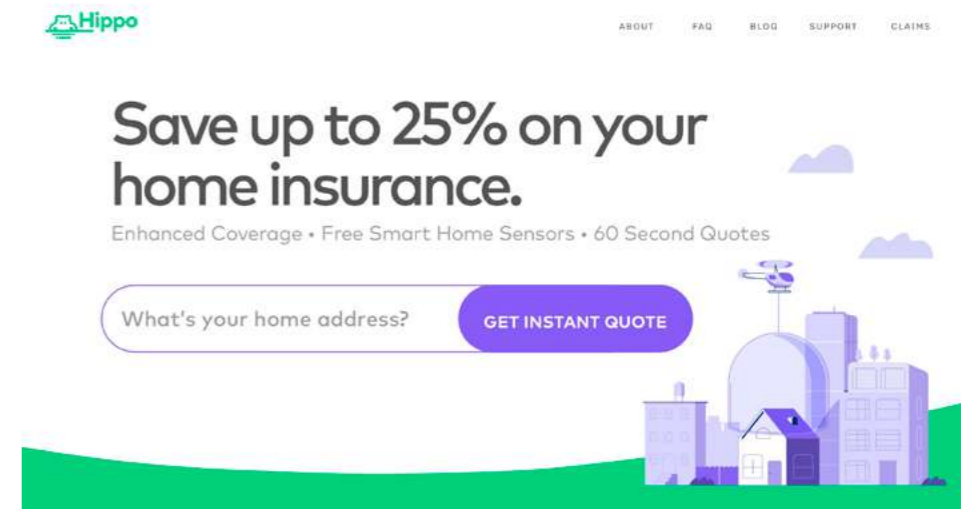 Hippo
ABOUT FAQ BLOG SUPPORT CLAIMS
Save up to 25% on your
home insurance.
Enhanced Coverage • Free Smart Home Sensors • 60 Second Quotes
What's your home address?
GET INSTANT QUOTE